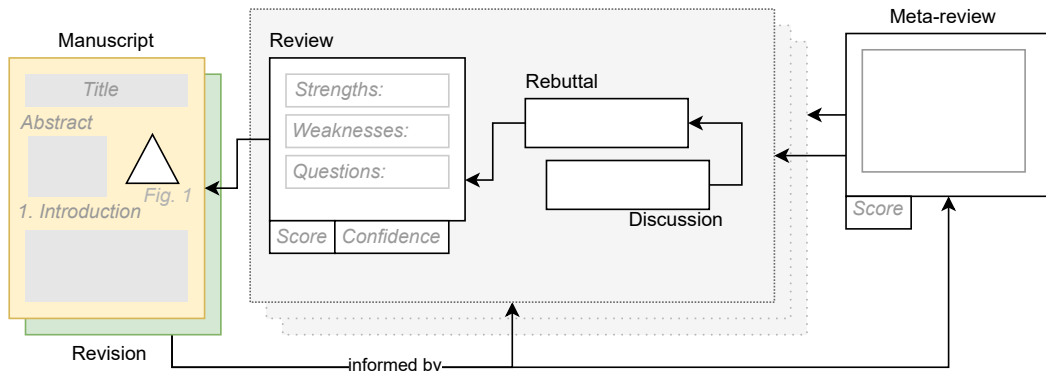 Meta-review
Manuscript
Review
Title
Strengths:
Rebuttal
Abstract
Weaknesses:
Questions:
Fig. 1
1. Introduction
Discussion
Score
Score
Confidence
Revision
informed by